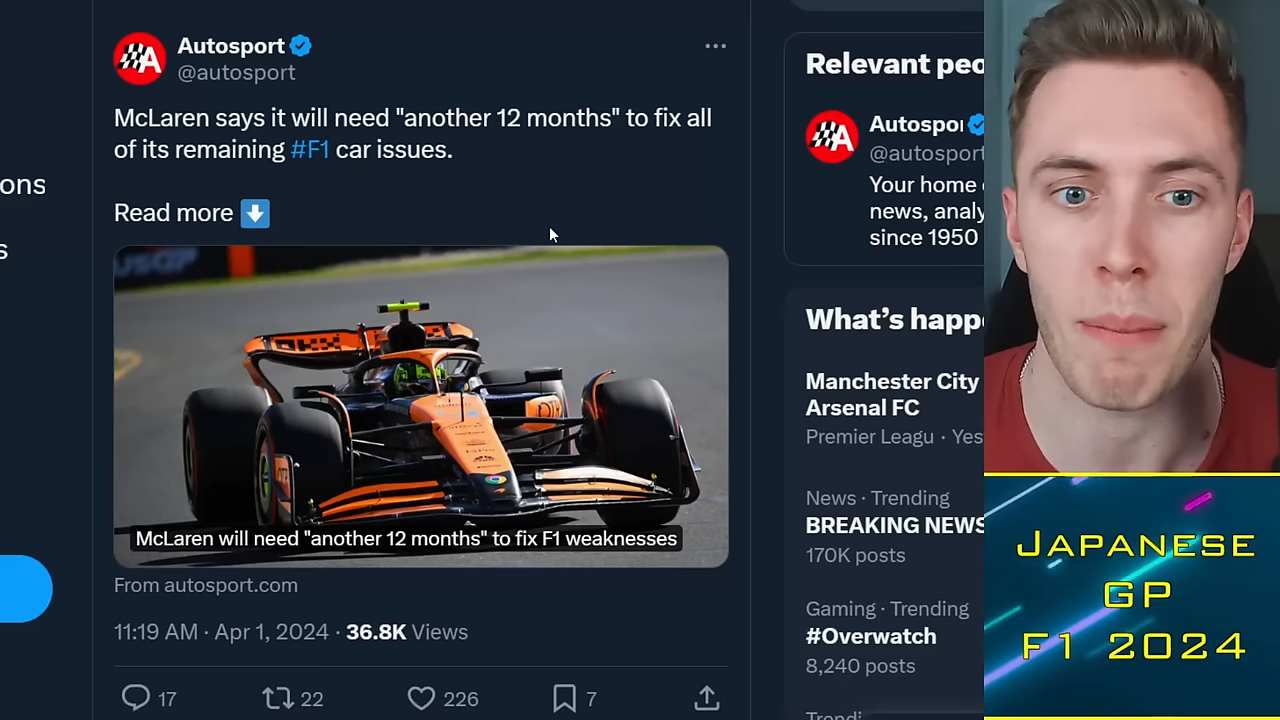 Autosport
@autosport
McLaren says it will need "another 12 months" to fix all
of its remaining #F1 car issues.
Read more
McLaren will need "another 12 months" to fix F1 weaknesses
From autosport.com
11:19 AM · Apr 1, 2024 · 36.8K Views
17 22 226 7
ons
s
Relevant peo
Autospor
@autosport
Your home
news, analy
since 1950
What's happe
Manchester City
Arsenal FC
Premier Leagu · Yes
News · Trending
BREAKING NEWS
170K posts
Gaming · Trending
#Overwatch
8,240 posts
Trendi
JAPANESE
GP
F1 2024